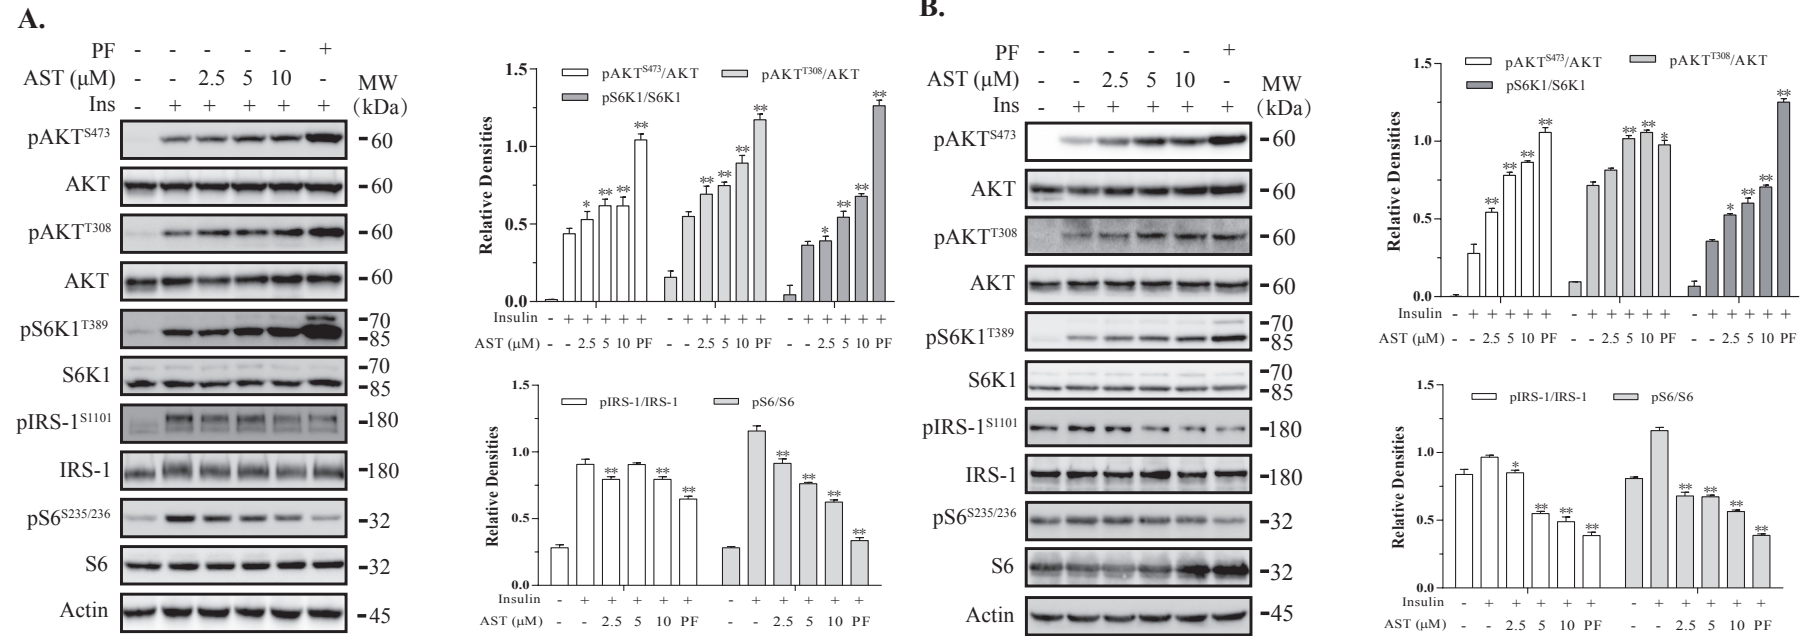 A.
PF - - - - - +
AST (μM) - - 2.5 5 10 - MW
Ins - + + + + + (kDa)
pAKTS473 -60
AKT -60
pAKTT308 -60
AKT -60
pS6K1T389 -70
-85
S6K1 -70
-85
pIRS-1S1101 -180
IRS-1 -180
pS6S235/236 -32
S6 -32
Actin -45
pAKTS473/AKT pAKTT308/AKT
pS6K1/S6K1
Relative Densities
1.5
1.0
0.5
0.0
* ** ** **
** ** ** **
* ** ** **
Insulin - + + + + + - + + + + + - + + + + +
AST (μM) - - 2.5 5 10 PF - - 2.5 5 10 PF - - 2.5 5 10 PF
pIRS-1/IRS-1 pS6/S6
Relative Densities
1.5
1.0
0.5
0.0
** ** **
** ** ** **
Insulin - + + + + + - + + + + +
AST (μM) - - 2.5 5 10 PF - - 2.5 5 10 PF
B.
PF - - - - - +
AST (μM) - - 2.5 5 10 - MW
Ins - + + + + + (kDa)
pAKTS473 -60
AKT -60
pAKTT308 -60
AKT -60
pS6K1T389 -70
-85
S6K1 -70
-85
pIRS-1S1101 -180
IRS-1 -180
pS6S235/236 -32
S6 -32
Actin -45
pAKTS473/AKT pAKTT308/AKT
pS6K1/S6K1
Relative Densities
1.5
1.0
0.5
0.0
** ** ** **
** ** *
* ** ** **
Insulin - + + + + + - + + + + + - + + + + +
AST (μM) - - 2.5 5 10 PF - - 2.5 5 10 PF - - 2.5 5 10 PF
pIRS-1/IRS-1 pS6/S6
Relative Densities
1.5
1.0
0.5
0.0
* ** ** **
** ** ** **
Insulin - + + + + + - + + + + +
AST (μM) - - 2.5 5 10 PF - - 2.5 5 10 PF